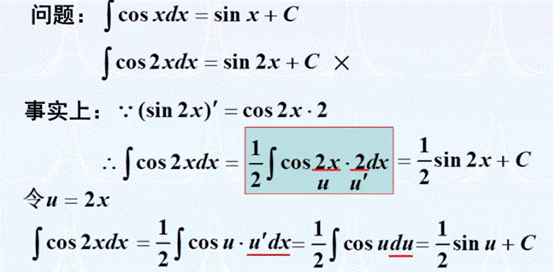 问题：∫cos xdx = sin x + C
∫cos 2xdx = sin 2x + C ×
事实上：∵(sin 2x)′ = cos 2x · 2
∴∫cos 2xdx = 1/2 ∫cos 2x · 2dx = 1/2 sin 2x + C
u u′
令u = 2x
∫cos 2xdx = 1/2 ∫cos u · u′dx = 1/2 ∫cos udu = 1/2 sin u + C